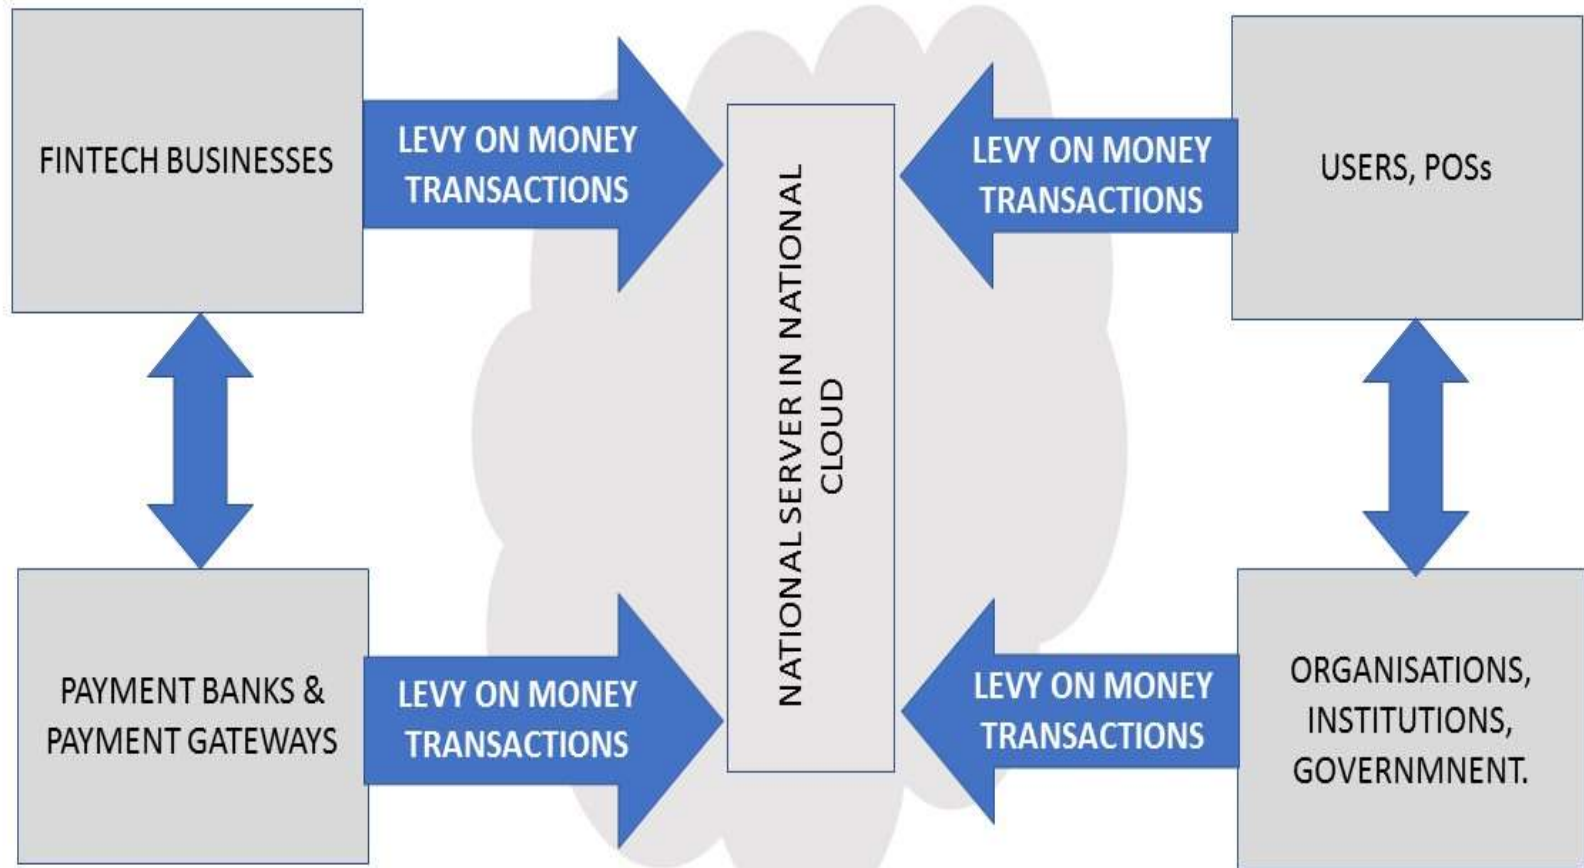 FINTECH BUSINESSES
LEVY ON MONEY
TRANSACTIONS
NATIONAL SERVER IN NATIONAL
CLOUD
LEVY ON MONEY
TRANSACTIONS
USERS, POSs
PAYMENT BANKS &
PAYMENT GATEWAYS
LEVY ON MONEY
TRANSACTIONS
LEVY ON MONEY
TRANSACTIONS
ORGANISATIONS,
INSTITUTIONS,
GOVERNMNENT.